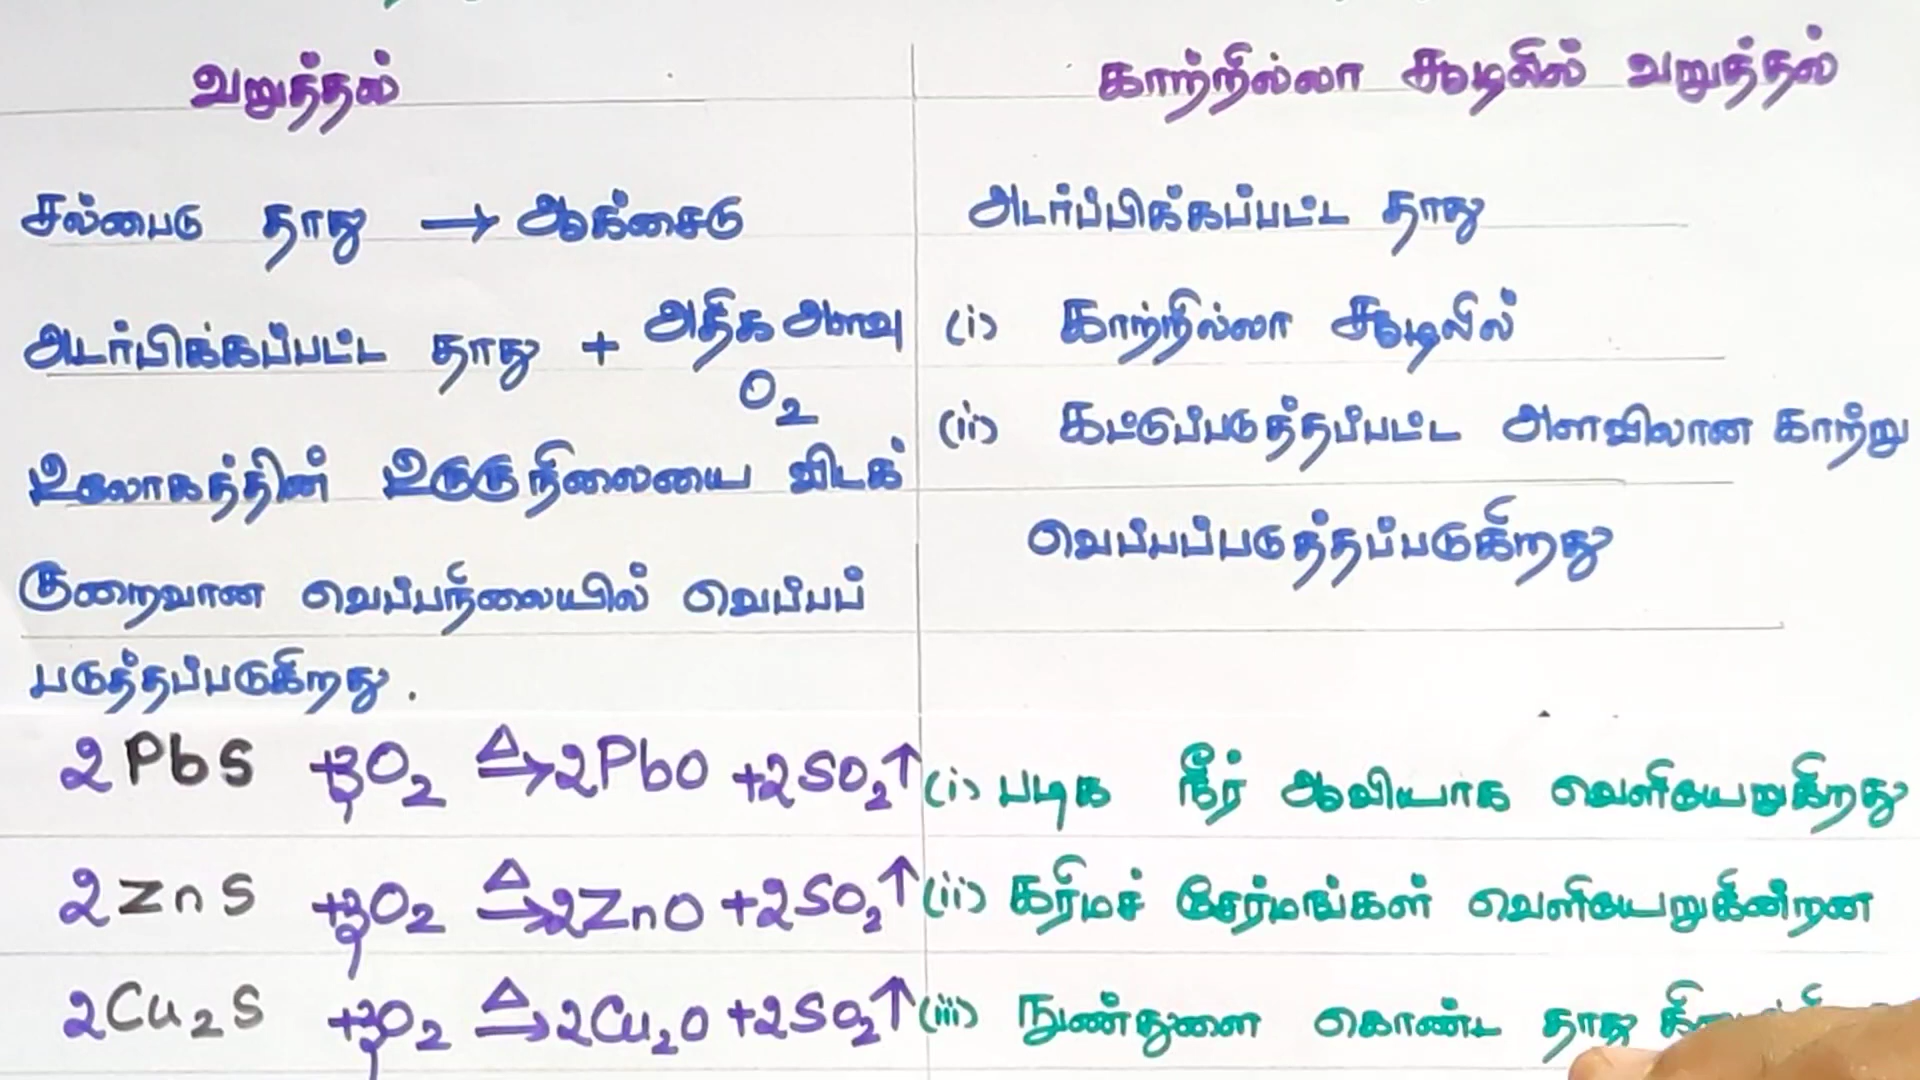 வறுத்தல்
சல்பைடு தாது → ஆக்சைடு
அடர்பிக்கப்பட்ட தாது + அதிக அளவு
O₂
உலோகத்தின் உருகுநிலையை விடக்
குறைவான வெப்பநிலையில் வெப்பப்
படுத்தப்படுகிறது.
2PbS +3O₂ △→ 2PbO +2SO₂↑
2ZnS +3O₂ △→ 2ZnO +2SO₂↑
2Cu₂S +3O₂ △→ 2Cu₂O +2SO₂↑
காற்றில்லா சூடிலில் வறுத்தல்
அடர்ப்பிக்கப்பட்ட தாது
(i) காற்றில்லா சூடிலில்
(ii) கட்டுப்படுத்தப்பட்ட அளவிலான காற்று
வெப்பப்படுத்தப்படுகிறது
(i) படிக நீர் ஆவியாக வெளியேறுகிறது
(ii) கரிமச் சேர்மங்கள் வெளியேறுகின்றன
(iii) நுண்துளை கொண்ட தாது